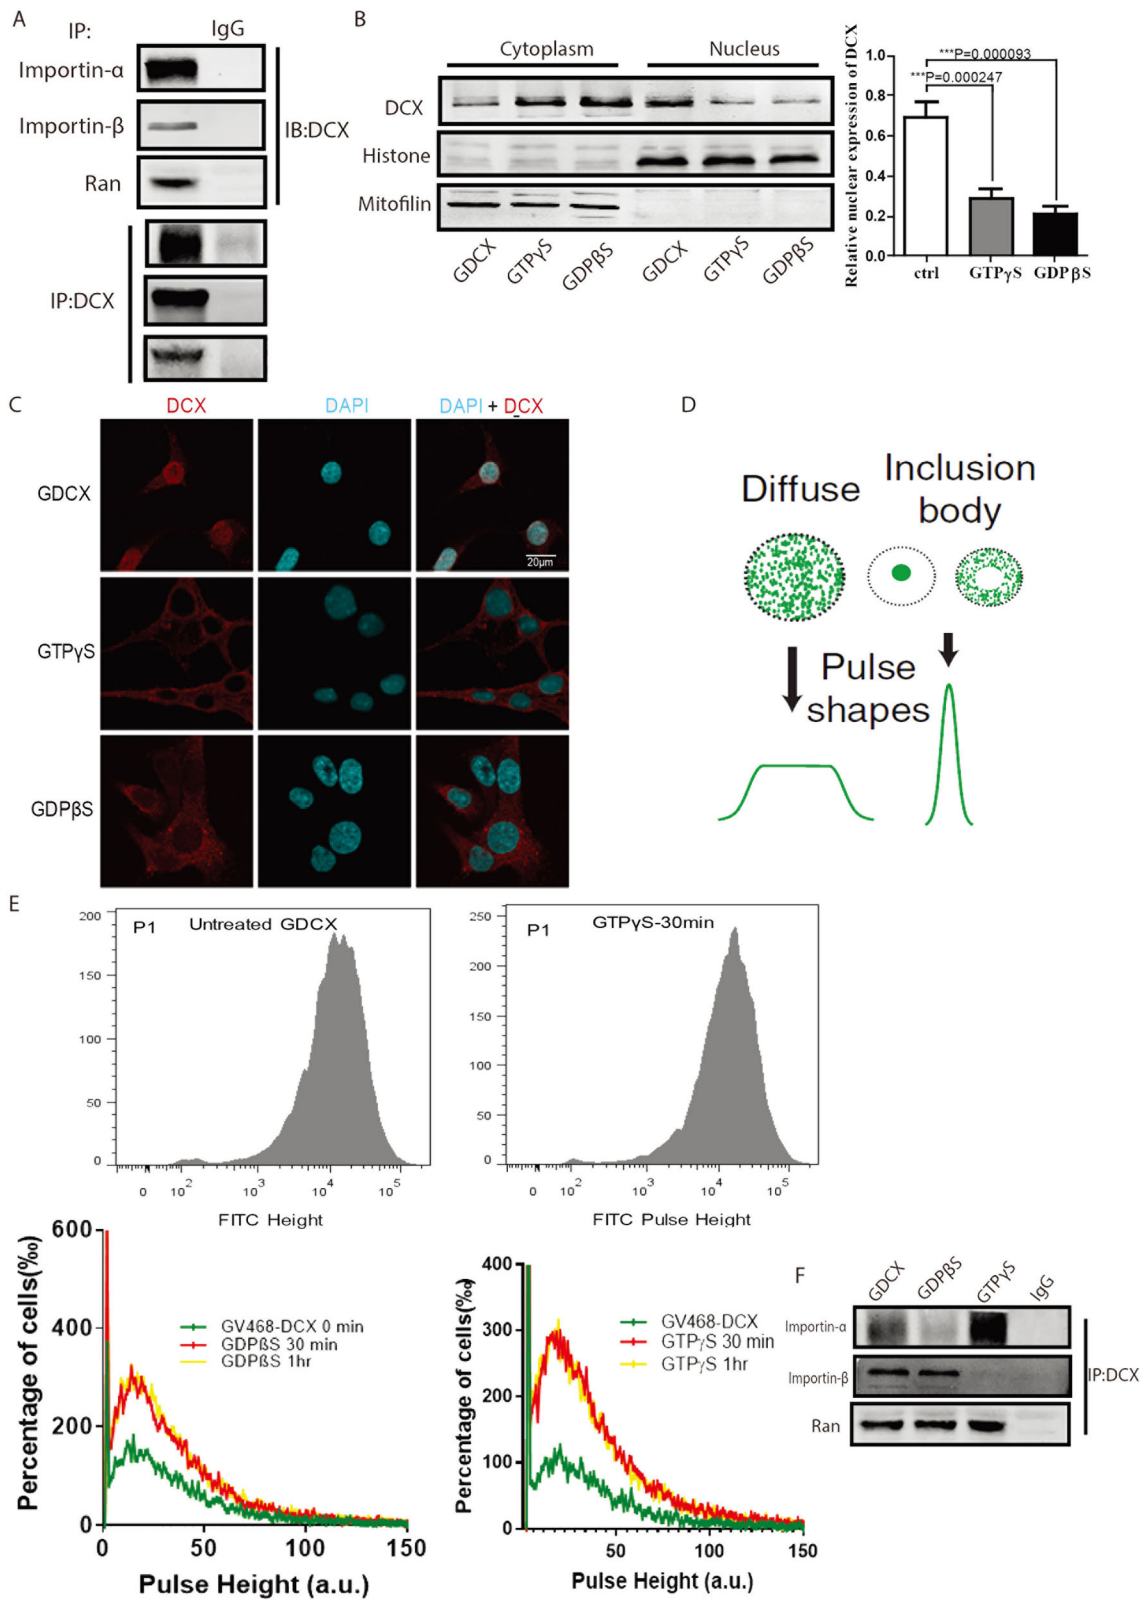 A
IP:
IgG
Importin-α
Importin-β
Ran
IB:DCX
IP:DCX
B
Cytoplasm
Nucleus
DCX
Histone
Mitofilin
GDCX
GTPγS
GDPβS
GDCX
GTPγS
GDPβS
Relative nuclear expression of DCX
1.0
0.8
0.6
0.4
0.2
0.0
***P=0.000093
***P=0.000247
ctrl
GTPγS
GDPβS
C
DCX
DAPI
DAPI + DCX
GDCX
20μm
GTPγS
GDPβS
D
Diffuse
Inclusion
body
Pulse
shapes
E
200
150
100
50
0
P1
Untreated GDCX
0
10²
10³
10⁴
10⁵
FITC Height
250
200
150
100
50
0
P1
GTPγS-30min
0
10²
10³
10⁴
10⁵
FITC Pulse Height
Percentage of cells(‰)
600
400
200
0
GV468-DCX 0 min
GDPβS 30 min
GDPβS 1hr
0
50
100
150
Pulse Height (a.u.)
Percentage of cells(‰)
400
300
200
100
0
GV468-DCX
GTPγS 30 min
GTPγS 1hr
50
100
150
Pulse Height (a.u.)
F
GDCX
GDPβS
GTPγS
IgG
Importin-α
Importin-β
Ran
IP:DCX